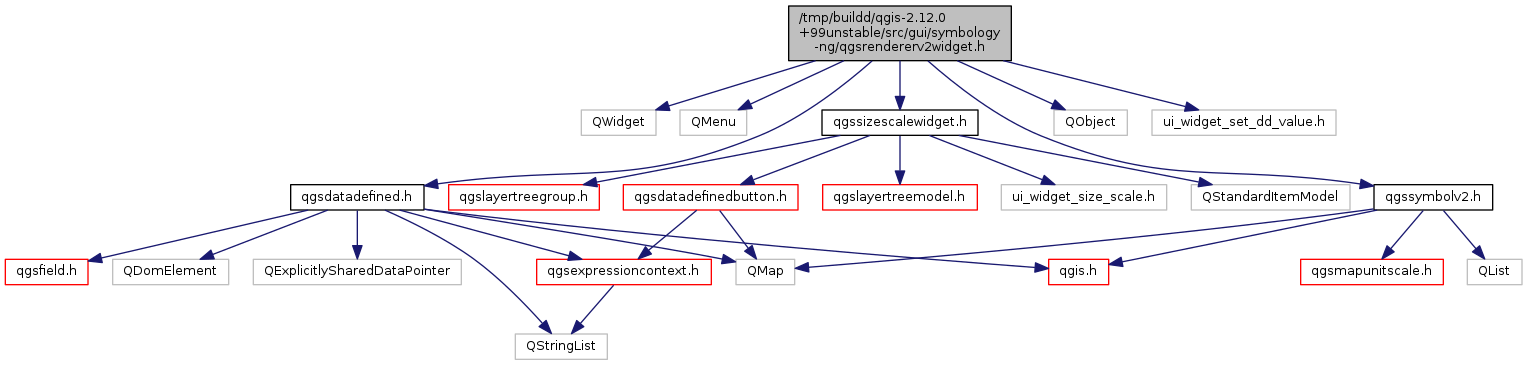 /tmp/buildd/qgis-2.12.0
+99unstable/src/gui/symbology
-ng/qgsrendererv2widget.h
QWidget
QMenu
qgssizescalewidget.h
QObject
ui_widget_set_dd_value.h
qgsdatadefined.h
qgslayertreegroup.h
qgsdatadefinedbutton.h
qgslayertreemodel.h
ui_widget_size_scale.h
QStandardItemModel
qgssymbolv2.h
qgsfield.h
QDomElement
QExplicitlySharedDataPointer
qgsexpressioncontext.h
QMap
qgis.h
qgsmapunitscale.h
QList
QStringList